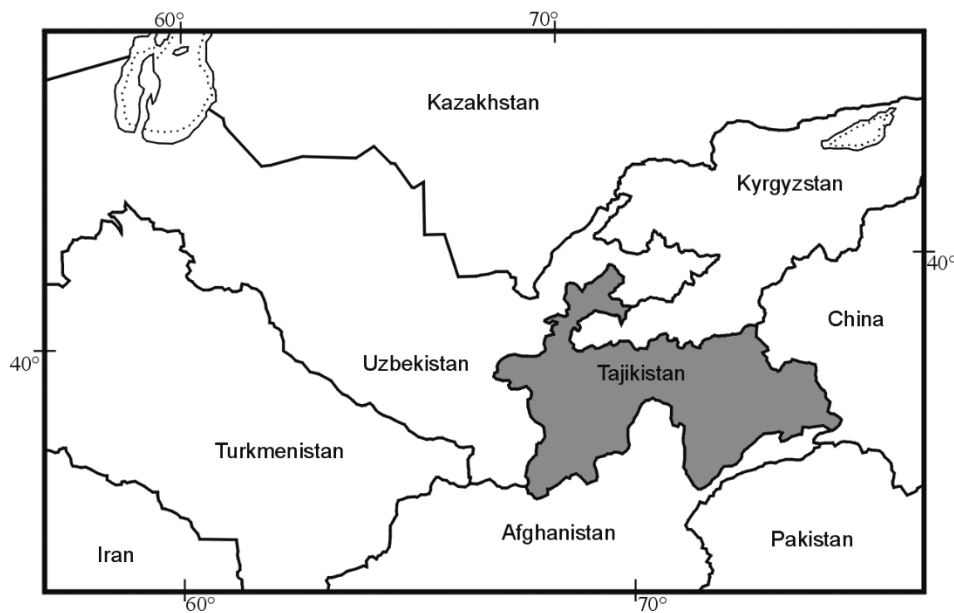 60°
70°
Kazakhstan
Kyrgyzstan
40°
China
40°
Uzbekistan
Tajikistan
Turkmenistan
Afghanistan
Pakistan
Iran
60°
70°